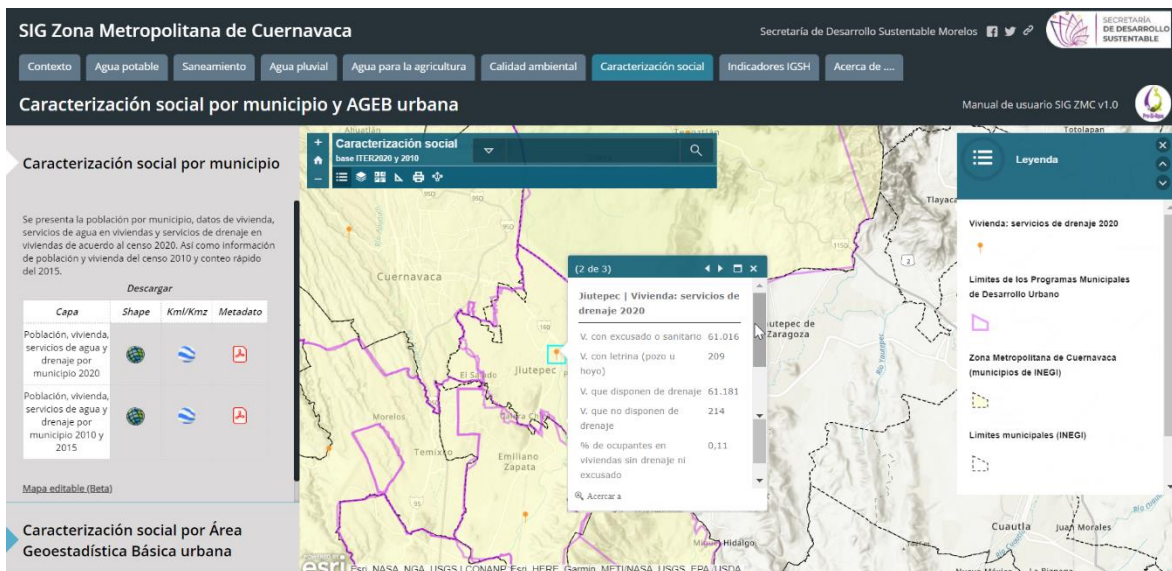 SIG Zona Metropolitana de Cuernavaca
Secretaría de Desarrollo Sustentable Morelos
SECRETARÍA
DE DESARROLLO
SUSTENTABLE
Contexto
Agua potable
Saneamiento
Agua pluvial
Agua para la agricultura
Calidad ambiental
Caracterización social
Indicadores IGSH
Acerca de ....
Caracterización social por municipio y AGEB urbana
Manual de usuario SIG ZMC v1.0
Caracterización social por municipio
Se presenta la población por municipio, datos de vivienda,
servicios de agua en viviendas y servicios de drenaje en
viviendas de acuerdo al censo 2020. Así como información
de población y vivienda del censo 2010 y conteo rápido
del 2015.
Descargar
Capa Shape Kml/Kmz Metadato
Población, vivienda,
servicios de agua y
drenaje por
municipio 2020
Población, vivienda,
servicios de agua y
drenaje por
municipio 2010 y
2015
Mapa editable (Beta)
Caracterización social por Área
Geoestadística Básica urbana
Ahuatlán
Totolapan
Caracterización social
base ITER2020 y 2010
Cuernavaca
Jiutepec
Morelos
Temixco
Emiliano
Zapata
utepec de
Zaragoza
Río Yautepec
Tlayaca
2
95
Hidalgo
Cuautla
Juan Morales
(2 de 3)
Jiutepec | Vivienda: servicios de
drenaje 2020
V. con excusado o sanitario 61.016
V. con letrina (pozo u
hoyo) 209
V. que disponen de drenaje 61.181
V. que no disponen de
drenaje 214
% de ocupantes en
viviendas sin drenaje ni
excusado 0,11
Acercar a
Leyenda
Vivienda: servicios de drenaje 2020
Limites de los Programas Municipales
de Desarrollo Urbano
Zona Metropolitana de Cuernavaca
(municipios de INEGI)
Limites municipales (INEGI)
esri
Esri, NASA, NGA, USGS | CONANP, Esri, HERE, Garmin, METI/NASA, USGS, EPA, USDA